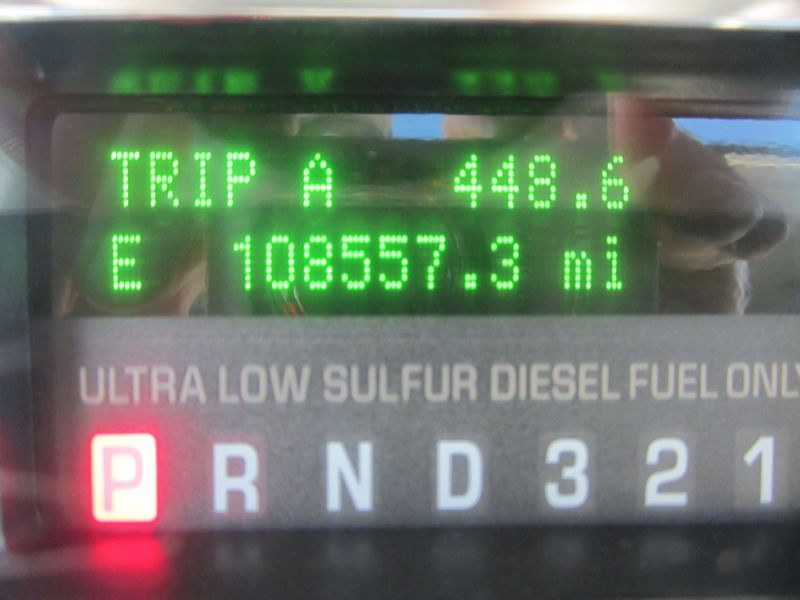 TRIP A 448.6
E 108557.3 mi
ULTRA LOW SULFUR DIESEL FUEL ONLY
P R N D 3 2 1